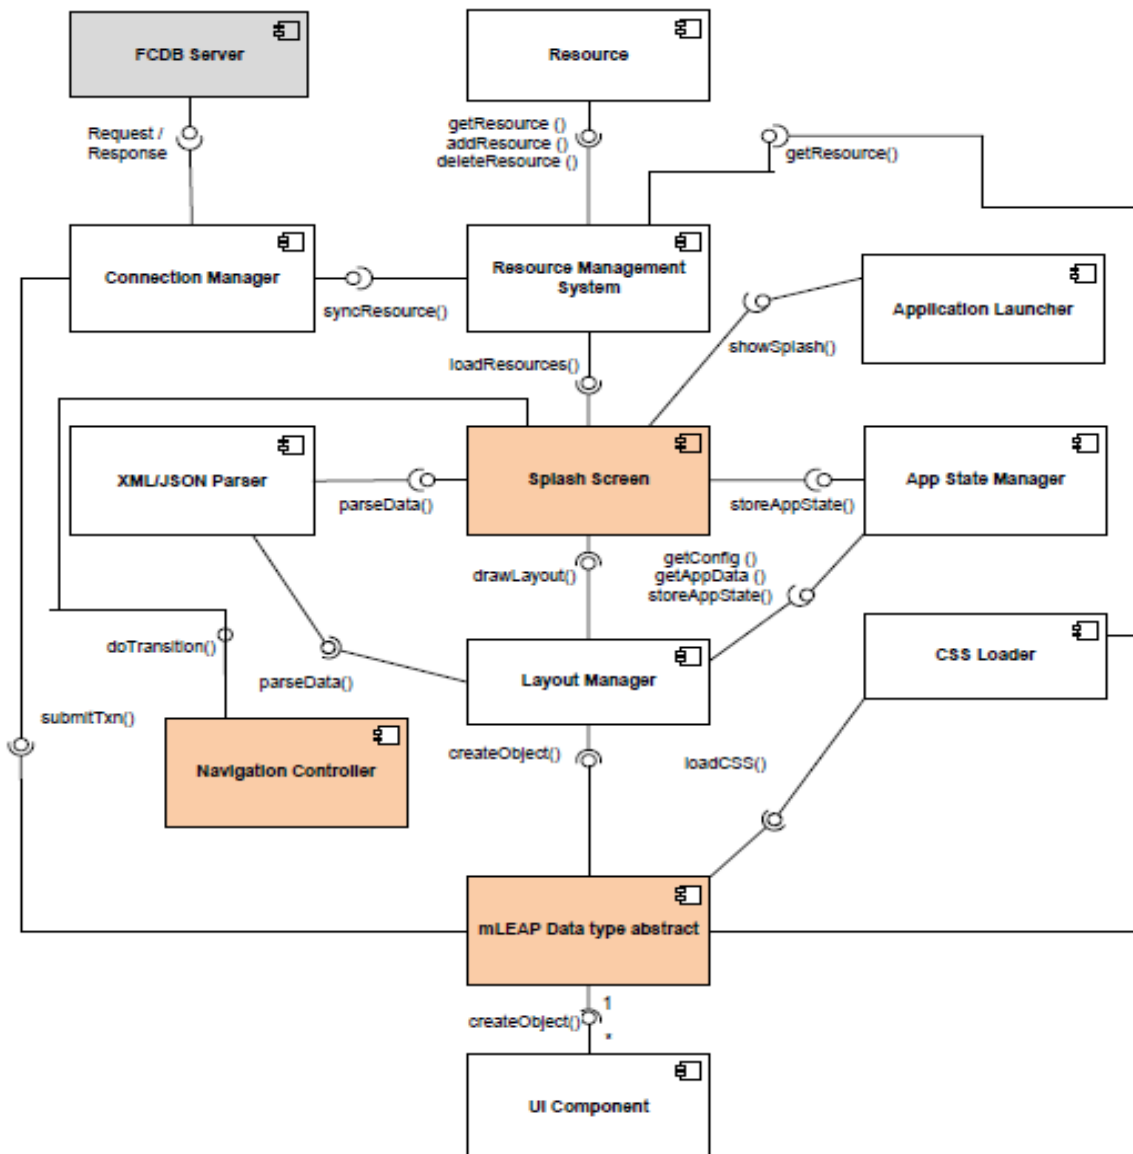 FCDB Server
Resource
Request /
Response
getResource ()
addResource ()
deleteResource ()
getResource()
Connection Manager
syncResource()
Resource Management
System
Application Launcher
showSplash()
loadResources()
XML/JSON Parser
parseData()
Splash Screen
storeAppState()
App State Manager
drawLayout()
getConfig ()
getAppData ()
storeAppState()
doTransition()
parseData()
Layout Manager
CSS Loader
submitTxn()
Navigation Controller
createObject()
loadCSS()
mLEAP Data type abstract
1
createObject()
*
UI Component